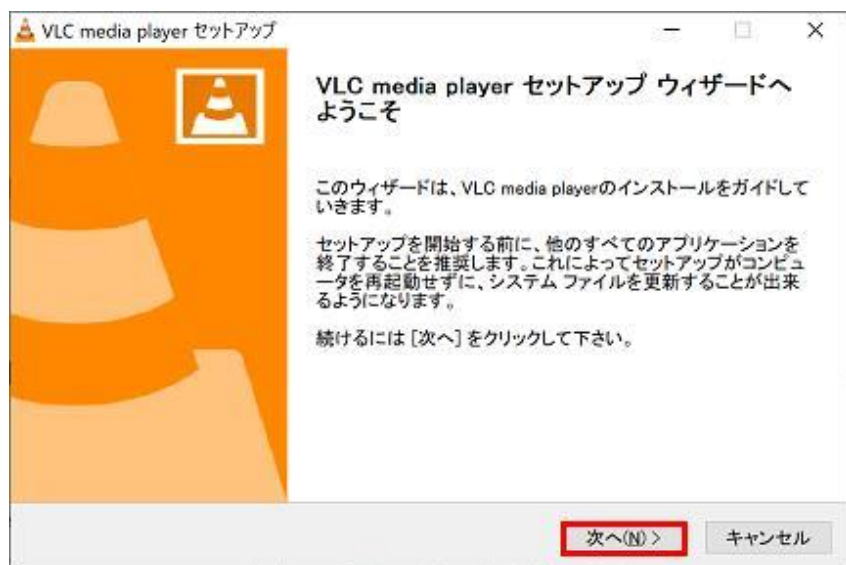 VLC media player セットアップ
VLC media player セットアップ ウィザードへ
ようこそ
このウィザードは、VLC media playerのインストールをガイドして
いきます。
セットアップを開始する前に、他のすべてのアプリケーションを
終了することを推奨します。これによってセットアップがコンピュ
ータを再起動せずに、システム ファイルを更新することが出来
るようになります。
続けるには [次へ] をクリックして下さい。
次へ(N) >
キャンセル